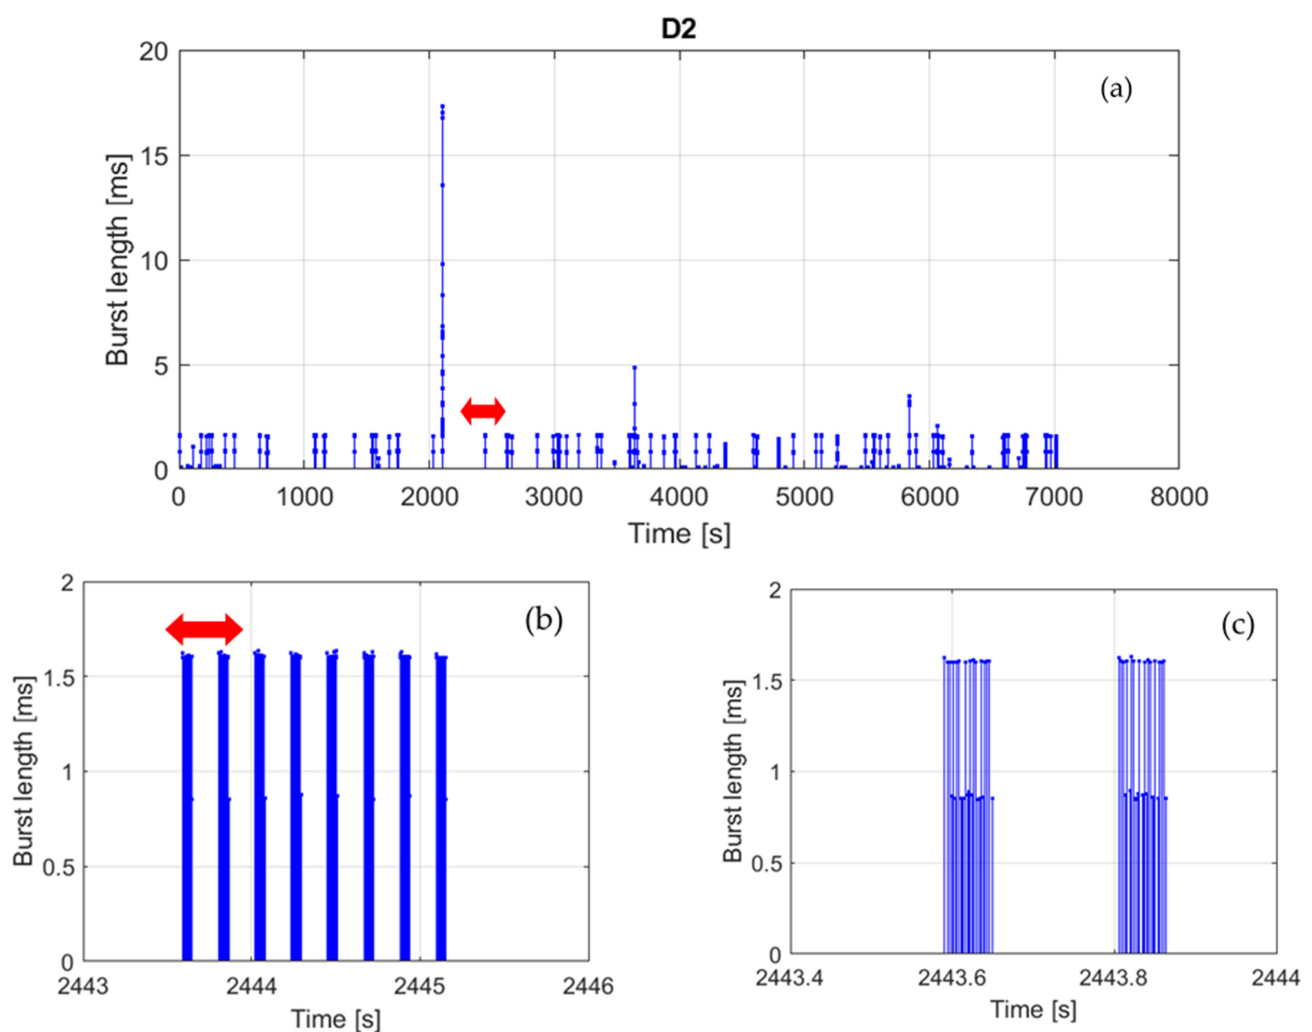 D2
(a)
20
15
10
5
0
Burst length [ms]
0 1000 2000 3000 4000 5000 6000 7000 8000
Time [s]
(b)
2
1.5
1
0.5
0
Burst length [ms]
2443 2444 2445 2446
Time [s]
(c)
2
1.5
1
0.5
0
Burst length [ms]
2443.4 2443.6 2443.8 2444
Time [s]